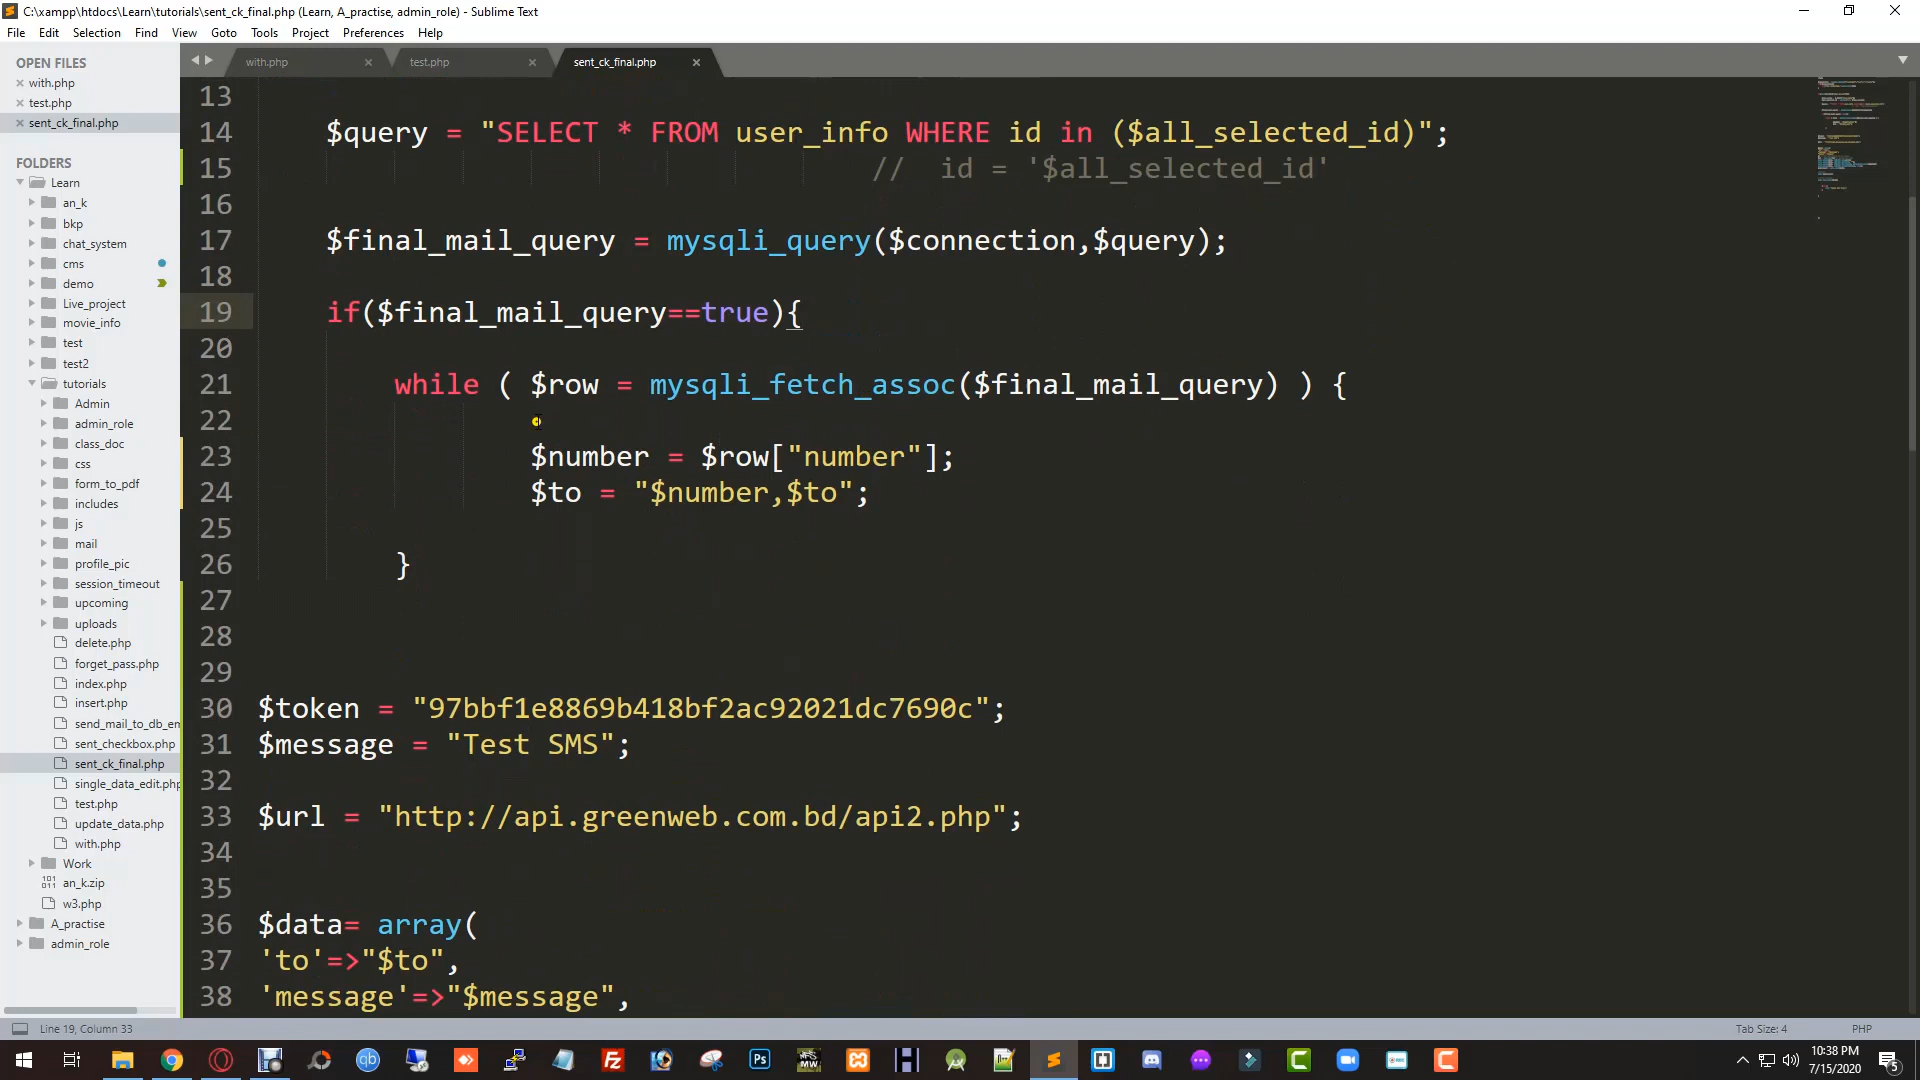 C:\xampp\htdocs\Learn\tutorials\sent_ck_final.php (Learn, A_practise, admin_role) - Sublime Text
File Edit Selection Find View Goto Tools Project Preferences Help
OPEN FILES
with.php
test.php
sent_ck_final.php
FOLDERS
Learn
an_k
bkp
chat_system
cms
demo
Live_project
movie_info
test
test2
tutorials
Admin
admin_role
class_doc
css
form_to_pdf
includes
js
mail
profile_pic
session_timeout
upcoming
uploads
delete.php
forget_pass.php
index.php
insert.php
send_mail_to_db_em
sent_checkbox.php
sent_ck_final.php
single_data_edit.php
test.php
update_data.php
with.php
Work
an_k.zip
w3.php
A_practise
admin_role
with.php test.php sent_ck_final.php
13
14 $query = "SELECT * FROM user_info WHERE id in ($all_selected_id)";
15 // id = '$all_selected_id'
16
17 $final_mail_query = mysqli_query($connection,$query);
18
19 if($final_mail_query==true){
20
21 while ( $row = mysqli_fetch_assoc($final_mail_query) ) {
22
23 $number = $row["number"];
24 $to = "$number,$to";
25
26 }
27
28
29
30 $token = "97bbf1e8869b418bf2ac92021dc7690c";
31 $message = "Test SMS";
32
33 $url = "http://api.greenweb.com.bd/api2.php";
34
35
36 $data= array(
37 'to'=>"$to",
38 'message'=>"$message",
Line 19, Column 33 Tab Size: 4 PHP
10:38 PM
7/15/2020